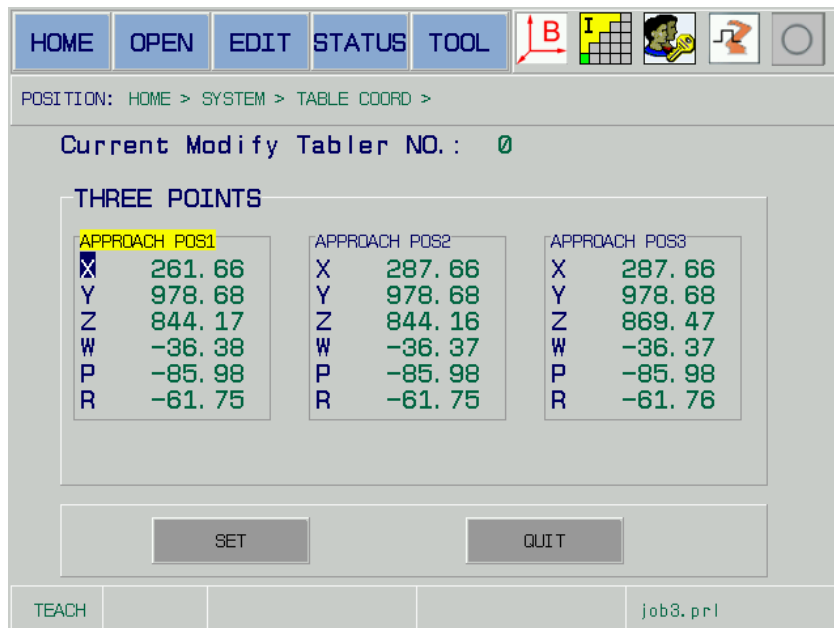 HOME OPEN EDIT STATUS TOOL B I
POSITION: HOME > SYSTEM > TABLE COORD >
Current Modify Tabler NO.: 0
THREE POINTS
APPROACH POS1 APPROACH POS2 APPROACH POS3
X 261.66 X 287.66 X 287.66
Y 978.68 Y 978.68 Y 978.68
Z 844.17 Z 844.16 Z 869.47
W -36.38 W -36.37 W -36.37
P -85.98 P -85.98 P -85.98
R -61.75 R -61.75 R -61.76
SET QUIT
TEACH job3.prl